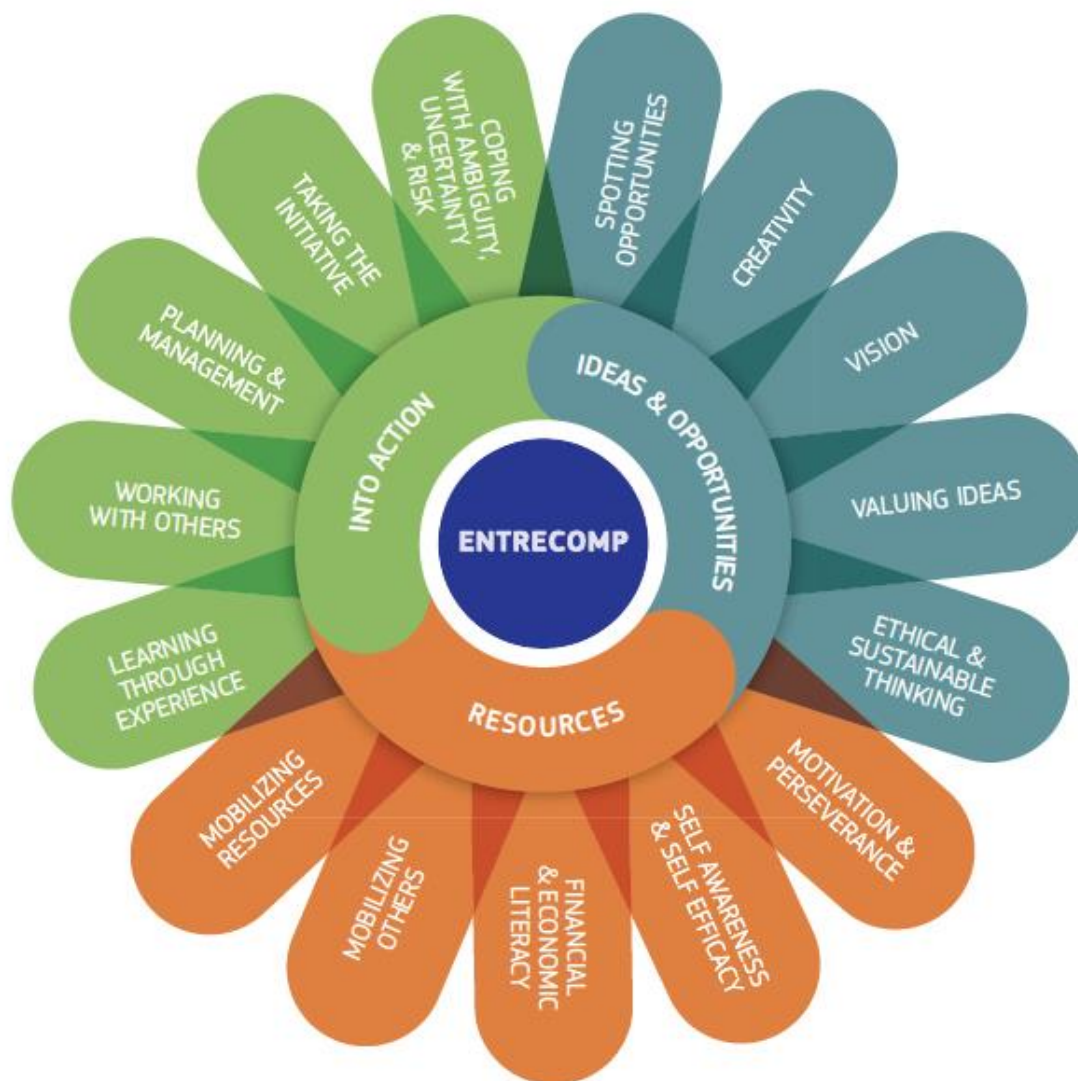 ENTRECOMP
IDEAS & OPPORTUNITIES
RESOURCES
INTO ACTION
SPOTTING
OPPORTUNITIES
CREATIVITY
VISION
VALUING IDEAS
ETHICAL &
SUSTAINABLE
THINKING
MOTIVATION &
PERSEVERANCE
SELF AWARENESS
& SELF EFFICACY
FINANCIAL
& ECONOMIC
LITERACY
MOBILIZING
OTHERS
MOBILIZING
RESOURCES
LEARNING
THROUGH
EXPERIENCE
WORKING
WITH OTHERS
PLANNING &
MANAGEMENT
TAKING THE
INITIATIVE
COPING
WITH AMBIGUITY,
UNCERTAINTY
& RISK